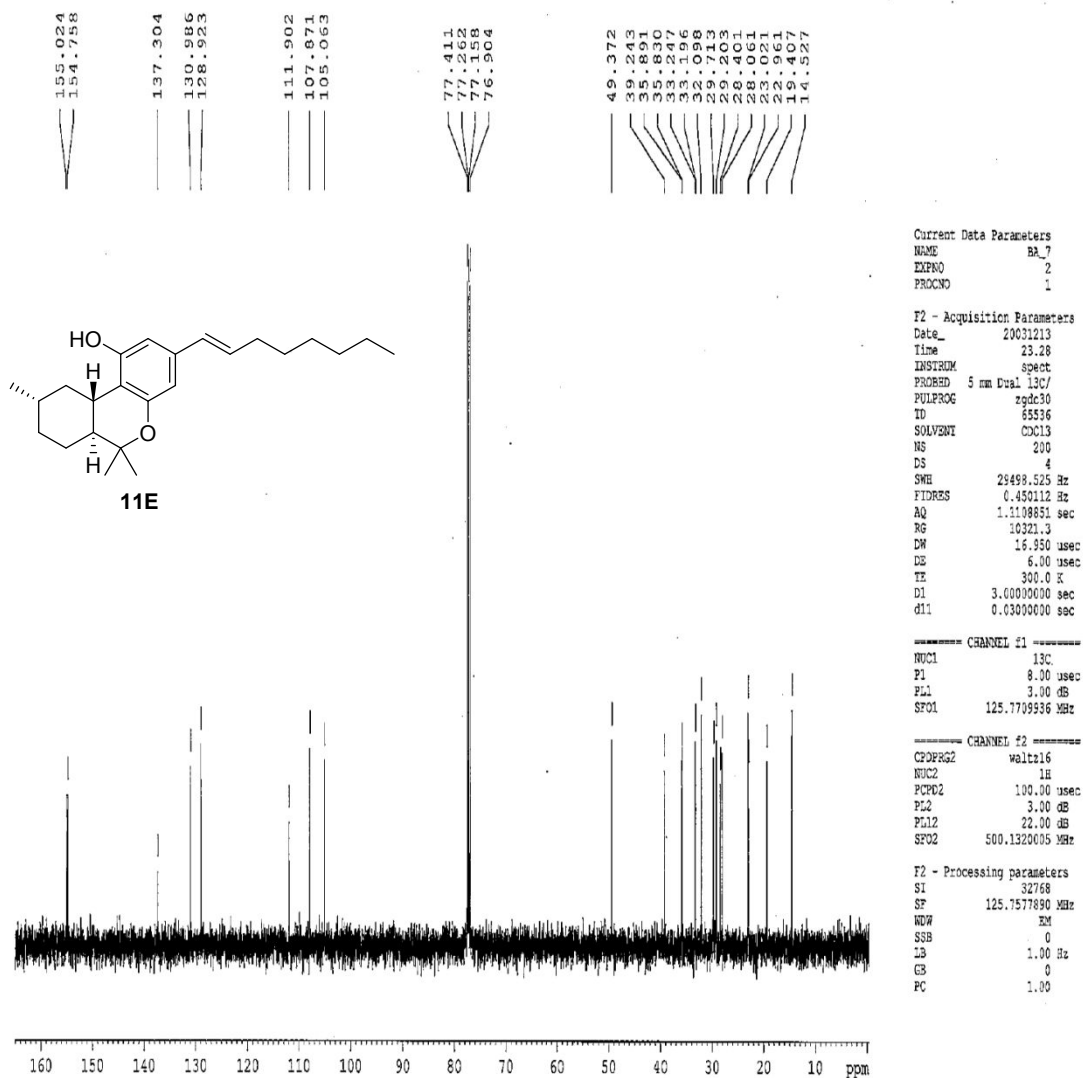 155.024
154.758
137.304
130.986
128.923
111.902
107.871
105.063
77.411
77.262
77.158
76.904
49.372
39.243
35.891
35.830
33.247
33.196
32.098
29.713
29.203
28.401
28.061
23.021
22.961
19.407
14.527
HO
H
O
H
11E
Current Data Parameters
NAME BA_7
EXPNO 2
PROCNO 1
F2 - Acquisition Parameters
Date_ 20031213
Time 23.28
INSTRUM spect
PROBHD 5 mm Dual 13C/
PULPROG zgdc30
TD 65536
SOLVENT CDCl3
NS 200
DS 4
SWH 29498.525 Hz
FIDRES 0.450112 Hz
AQ 1.1108851 sec
RG 10321.3
DW 16.950 usec
DE 6.00 usec
TE 300.0 K
D1 3.00000000 sec
d11 0.03000000 sec
======== CHANNEL f1 ========
NUC1 13C
P1 8.00 usec
PL1 3.00 dB
SFO1 125.7709936 MHz
======== CHANNEL f2 ========
CPDPRG2 waltz16
NUC2 1H
PCPD2 100.00 usec
PL2 3.00 dB
PL12 22.00 dB
SFO2 500.1320005 MHz
F2 - Processing parameters
SI 32768
SF 125.7577890 MHz
WDW EM
SSB 0
LB 1.00 Hz
GB 0
PC 1.00
160 150 140 130 120 110 100 90 80 70 60 50 40 30 20 10 ppm